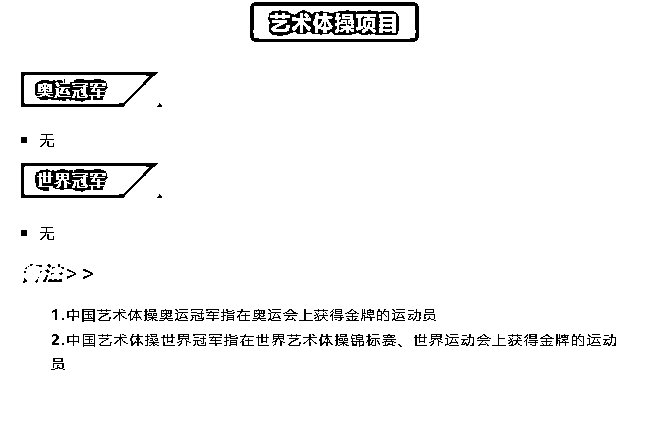 艺术体操项目
奥运冠军
无
世界冠军
无
注>>
1.中国艺术体操奥运冠军指在奥运会上获得金牌的运动员
2.中国艺术体操世界冠军指在世界艺术体操锦标赛、世界运动会上获得金牌的运动
员